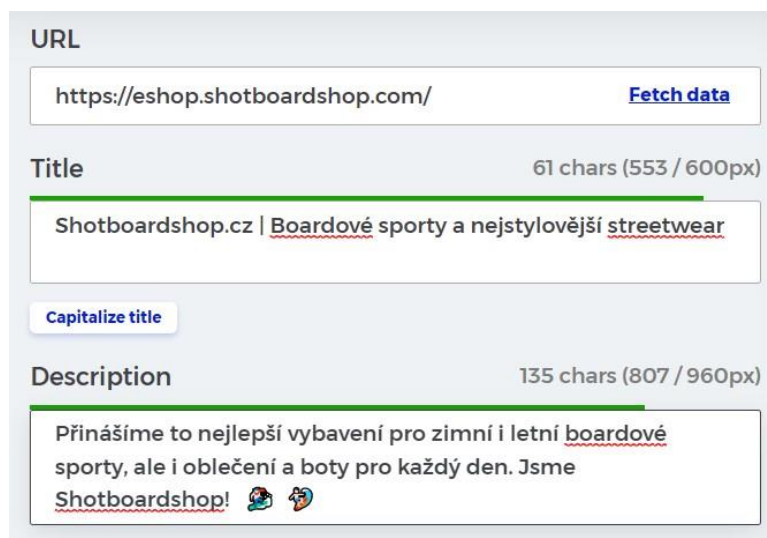 URL
https://eshop.shotboardshop.com/ Fetch data
Title 61 chars (553 / 600px)
Shotboardshop.cz | Boardové sporty a nejstylovější streetwear
Capitalize title
Description 135 chars (807 / 960px)
Přinášíme to nejlepší vybavení pro zimní i letní boardové
sporty, ale i oblečení a boty pro každý den. Jsme
Shotboardshop! 🏂 🏄